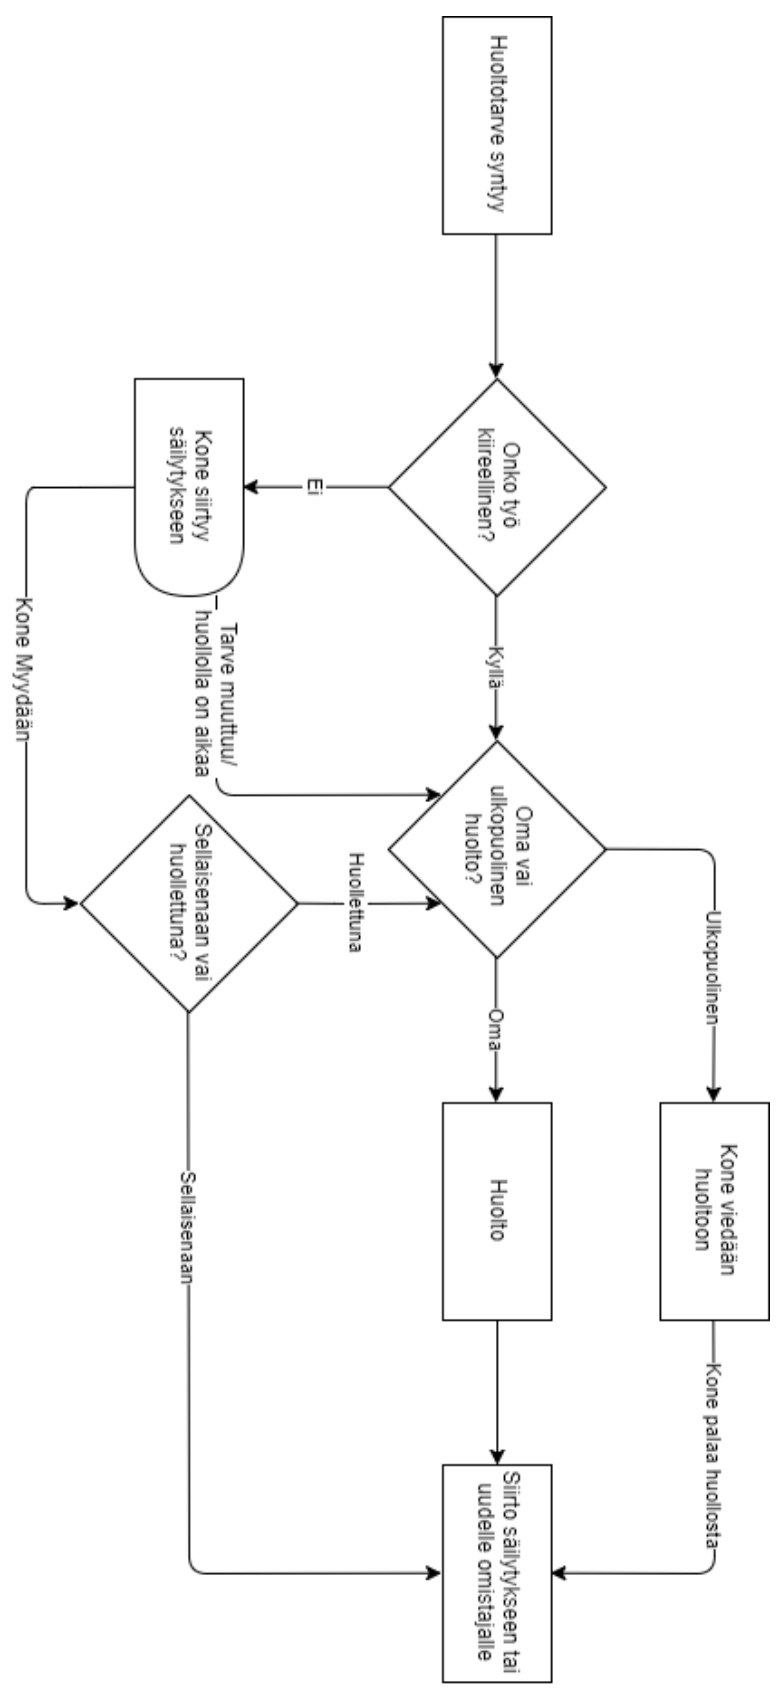 Huoltotarve syntyy
Onko työ
kiireellinen?
Ei
Kyllä
Kone siirtyy
säilytykseen
Tarve muuttuu/
huollolla on aikaa
Kone Myydään
Sellaisenaan vai
huollettuna?
Huollettuna
Sellaisenaan
Oma vai
ulkopuolinen
huolto?
Ulkopuolinen
Oma
Kone viedään
huoltoon
Huolto
Kone palaa huollosta
Siirto säilytykseen tai
uudelle omistajalle